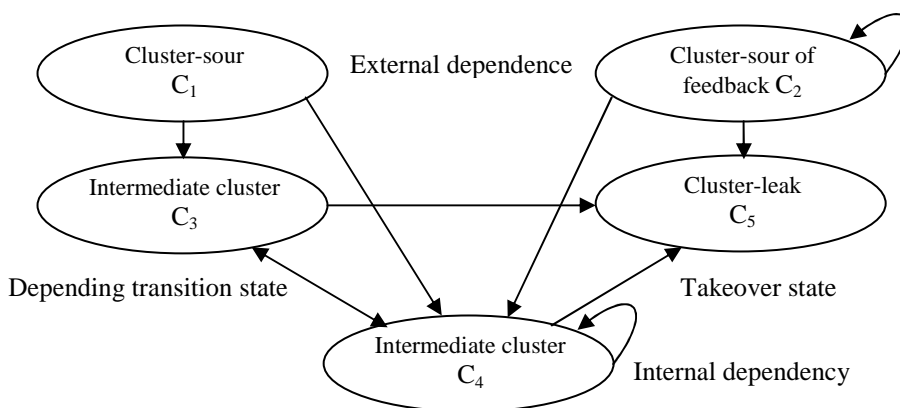 Cluster-sour
C₁
External dependence
Cluster-sour of
feedback C₂
Intermediate cluster
C₃
Cluster-leak
C₅
Depending transition state
Takeover state
Intermediate cluster
C₄
Internal dependency